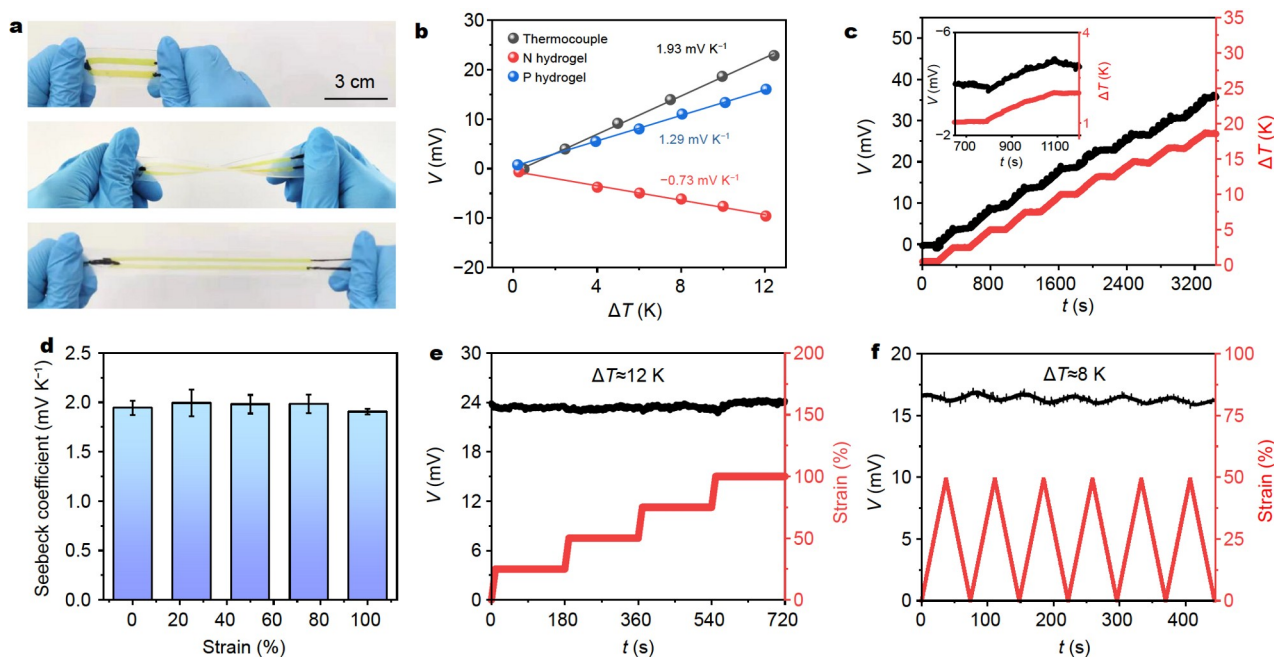 a
3 cm
b
V (mV)
30
20
10
0
−10
−20
Thermocouple
N hydrogel
P hydrogel
1.93 mV K⁻¹
1.29 mV K⁻¹
−0.73 mV K⁻¹
0 4 8 12
ΔT (K)
c
V (mV)
50
40
30
20
10
0
−6
V (mV)
−2
4
ΔT (K)
1
700 900 1100
t (s)
35
30
25
20
15
10
5
0
ΔT (K)
0 800 1600 2400 3200
t (s)
d
Seebeck coefficient (mV K⁻¹)
2.5
2.0
1.5
1.0
0.5
0.0
0 20 40 60 80 100
Strain (%)
e
V (mV)
30
24
18
12
6
0
ΔT≈12 K
200
150
100
50
0
Strain (%)
0 180 360 540 720
t (s)
f
V (mV)
20
15
10
5
0
ΔT≈8 K
100
75
50
25
0
Strain (%)
0 100 200 300 400
t (s)